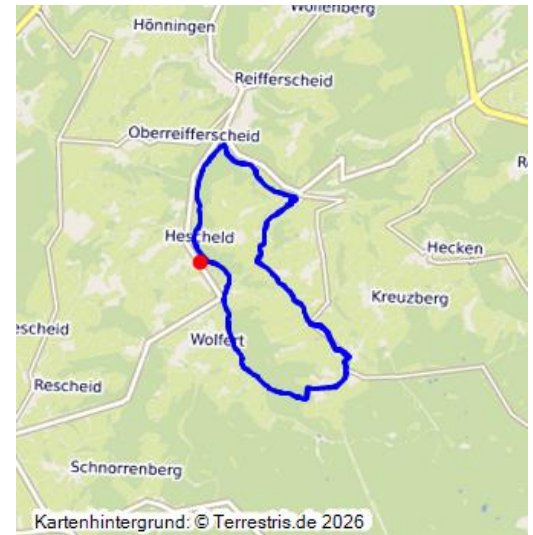 Wollenberg
Hönningen
Reifferscheid
Oberreifferscheid
R
Hescheld
Hecken
Kreuzberg
escheid
Wolfert
Rescheid
Schnorrenberg
Kartenhintergrund: © Terrestris.de 2026